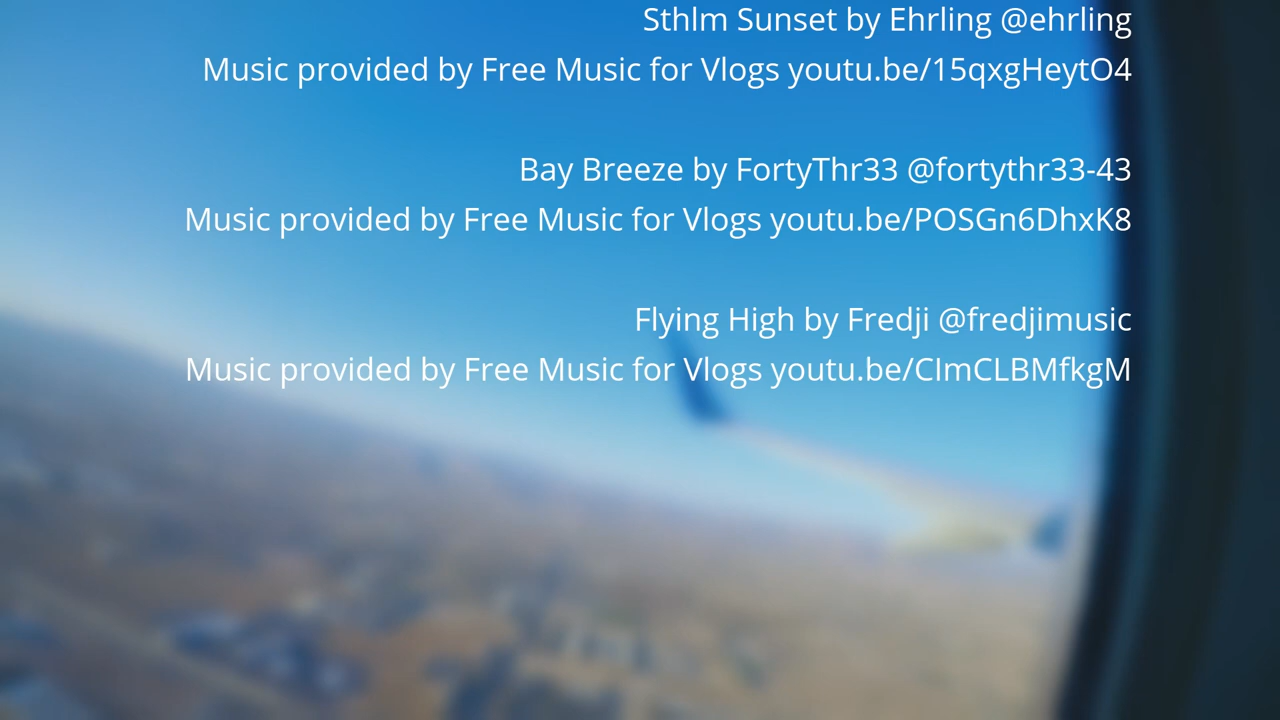 Sthlm Sunset by Ehrling @ehrling
Music provided by Free Music for Vlogs youtu.be/15qxgHeytO4
Bay Breeze by FortyThr33 @fortythr33-43
Music provided by Free Music for Vlogs youtu.be/POSGn6DhxK8
Flying High by Fredji @fredjimusic
Music provided by Free Music for Vlogs youtu.be/CImCLBMfkgM